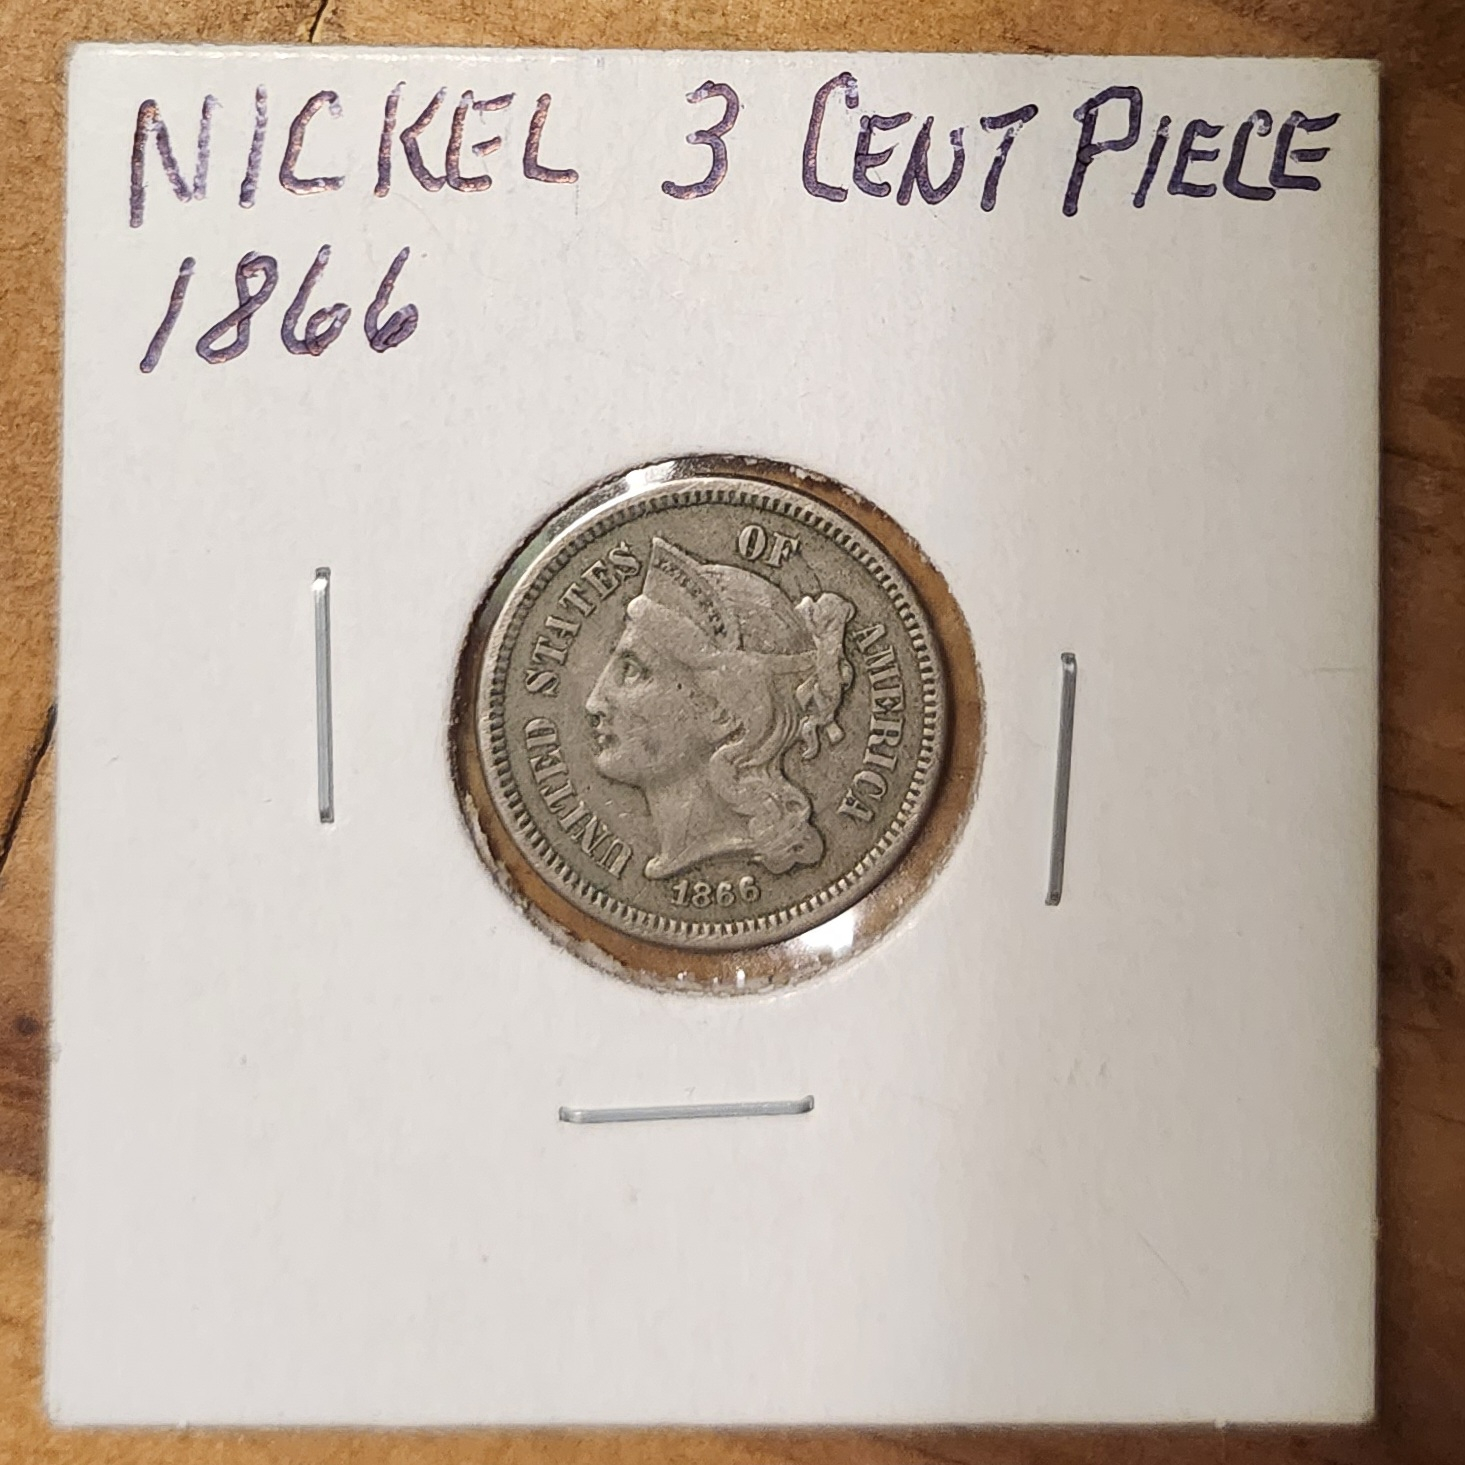 NICKEL 3 CENT PIECE
1866
UNITED STATES OF AMERICA
LIBERTY
1866